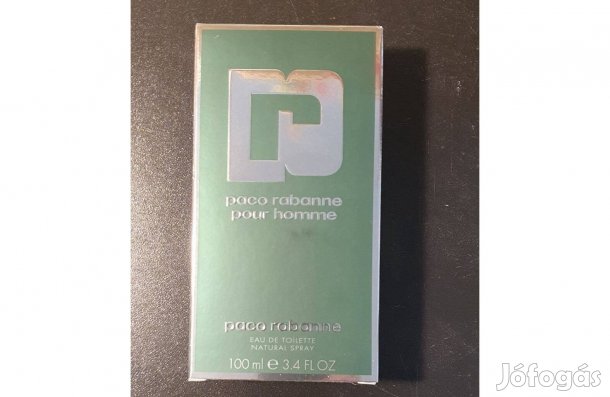 paco rabanne
pour homme
paco rabanne
EAU DE TOILETTE
NATURAL SPRAY
100 ml ℮ 3.4 FL OZ
Jófogás